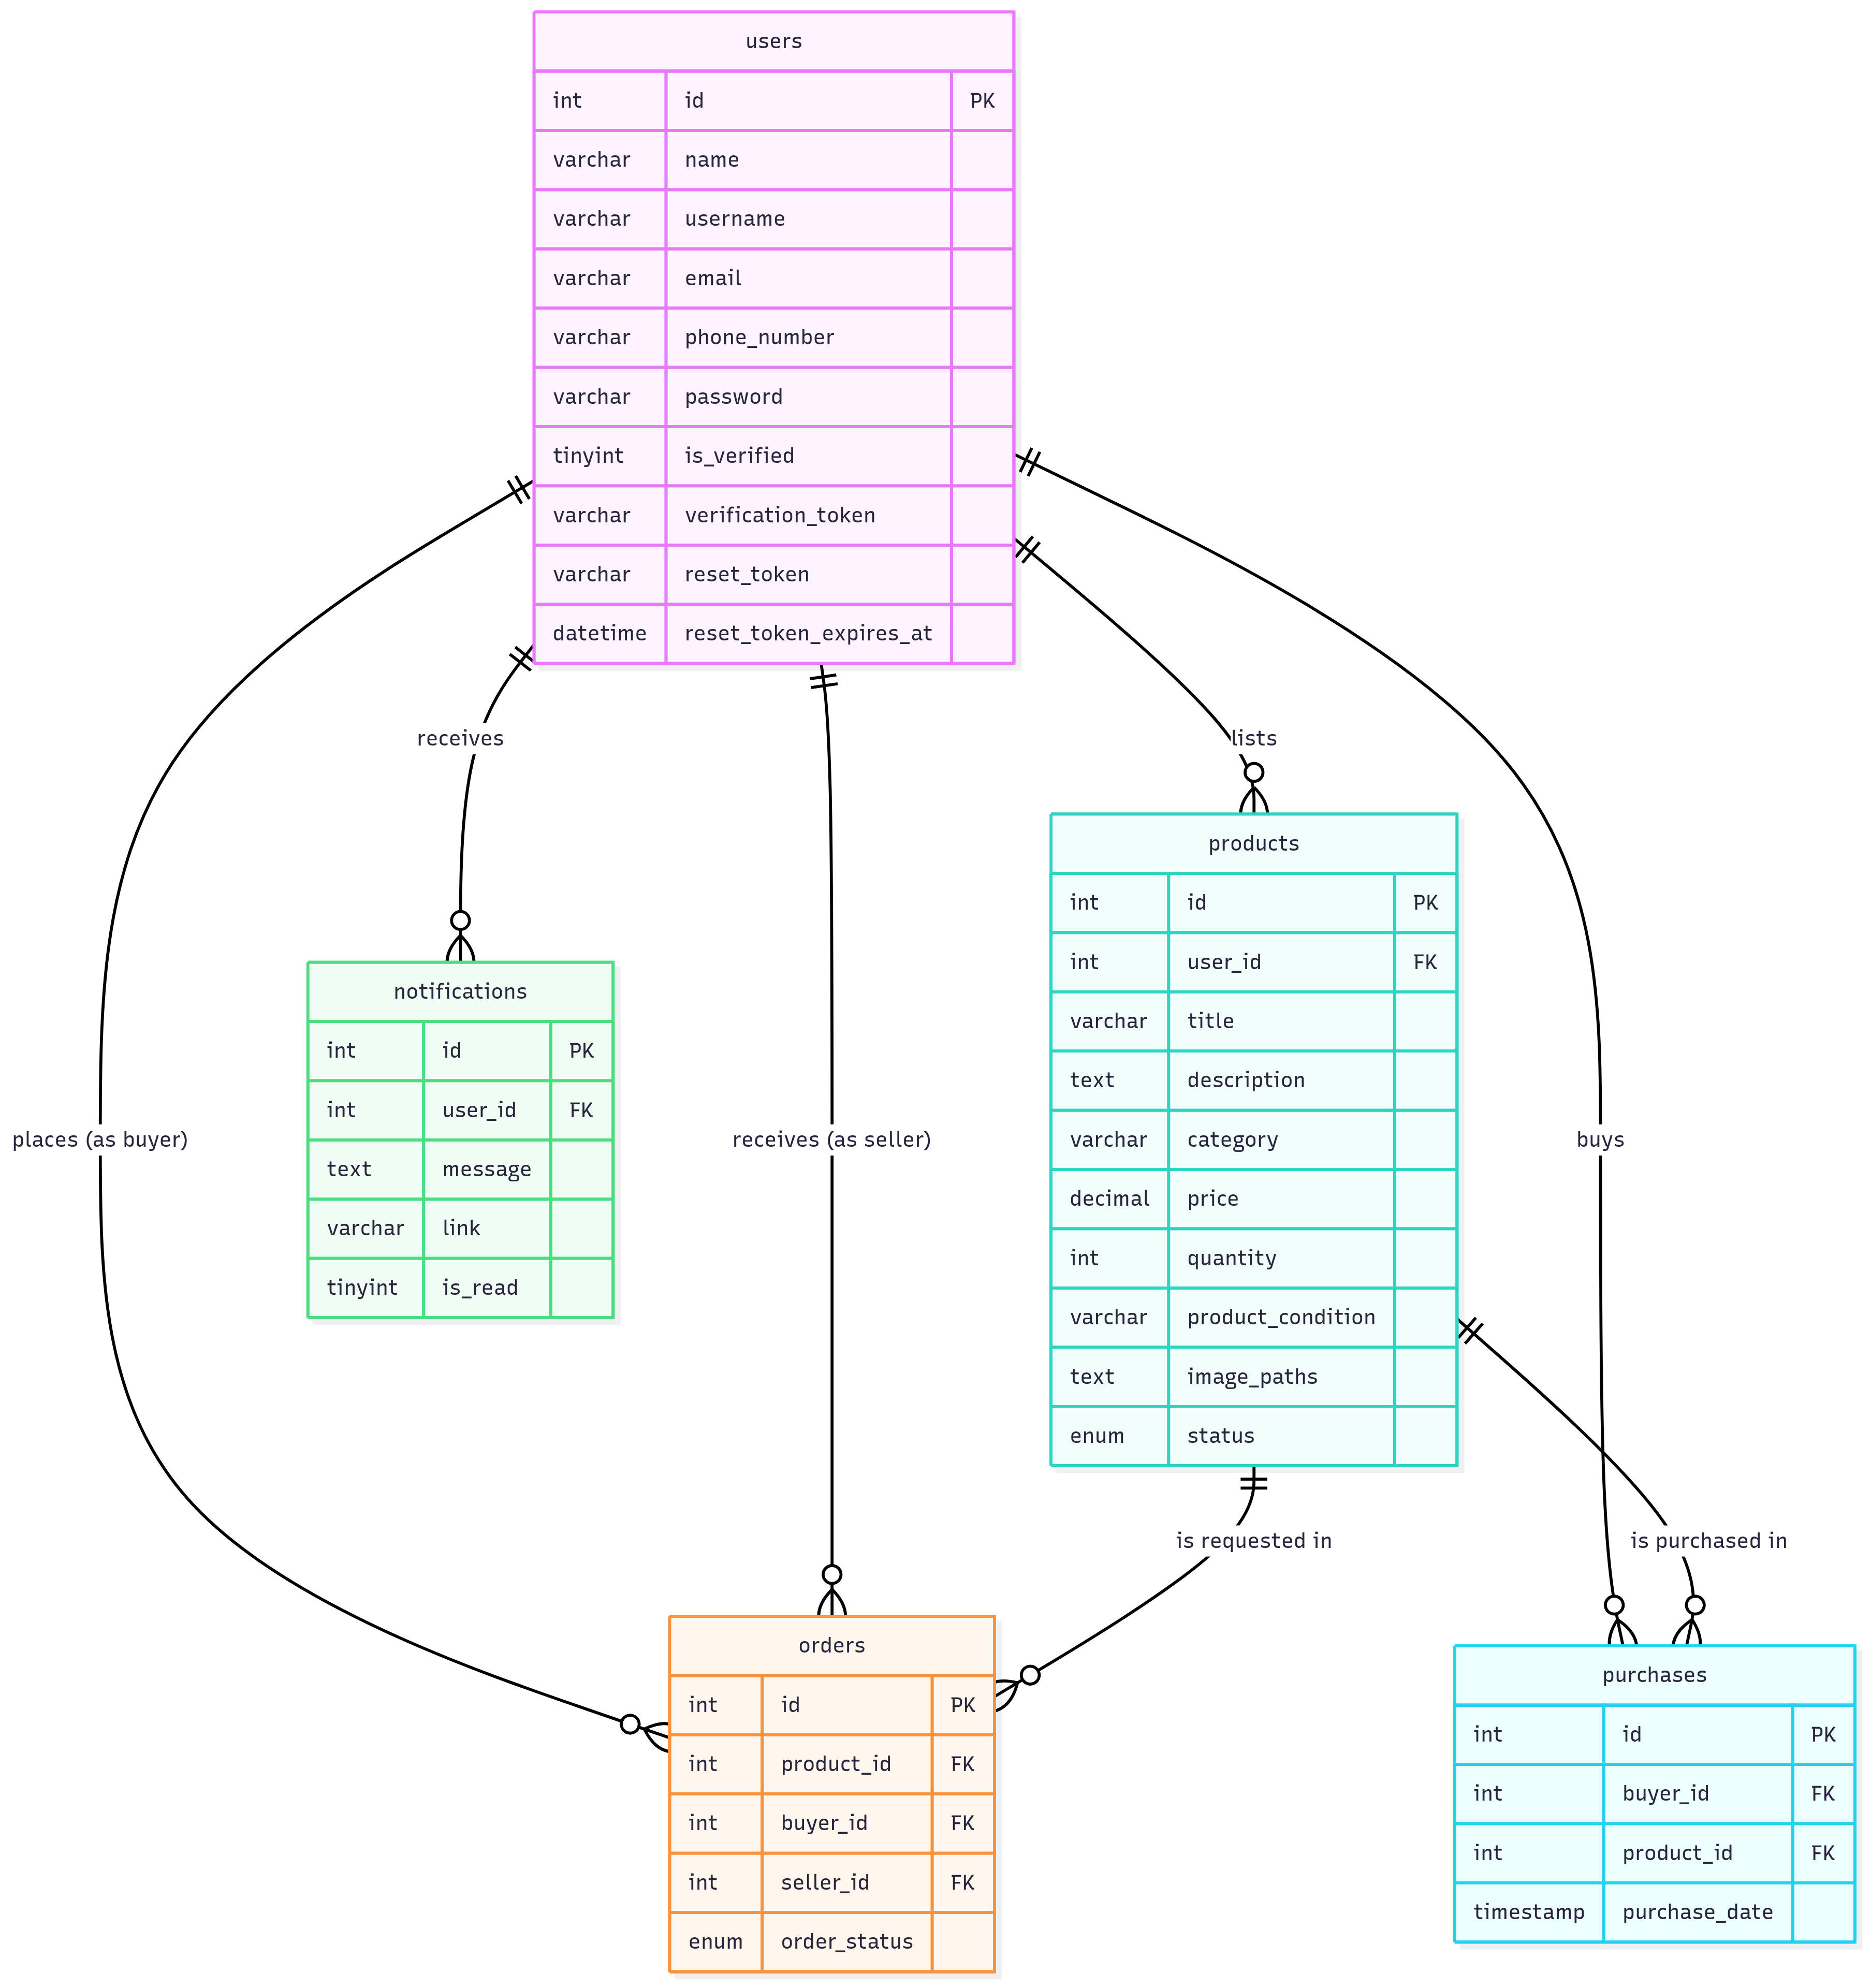 users
int id PK
varchar name
varchar username
varchar email
varchar phone_number
varchar password
tinyint is_verified
varchar verification_token
varchar reset_token
datetime reset_token_expires_at
receives
lists
products
int id PK
int user_id FK
varchar title
text description
varchar category
decimal price
int quantity
varchar product_condition
text image_paths
enum status
notifications
int id PK
int user_id FK
text message
varchar link
tinyint is_read
places (as buyer)
receives (as seller)
buys
is requested in
is purchased in
orders
int id PK
int product_id FK
int buyer_id FK
int seller_id FK
enum order_status
purchases
int id PK
int buyer_id FK
int product_id FK
timestamp purchase_date